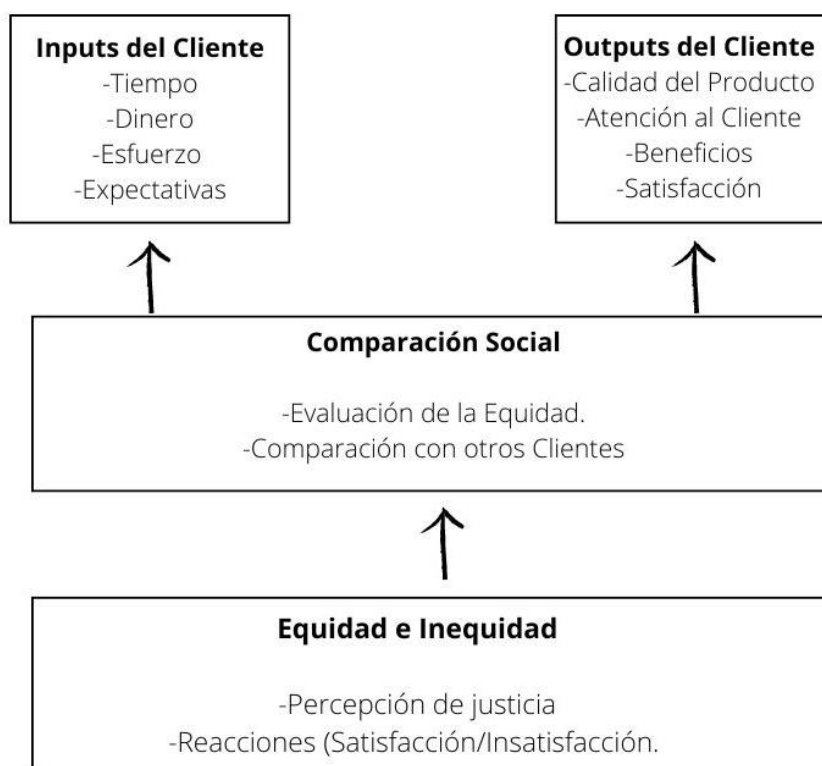 Inputs del Cliente
-Tiempo
-Dinero
-Esfuerzo
-Expectativas
Outputs del Cliente
-Calidad del Producto
-Atención al Cliente
-Beneficios
-Satisfacción
Comparación Social
-Evaluación de la Equidad.
-Comparación con otros Clientes
Equidad e Inequidad
-Percepción de justicia
-Reacciones (Satisfacción/Insatisfacción.